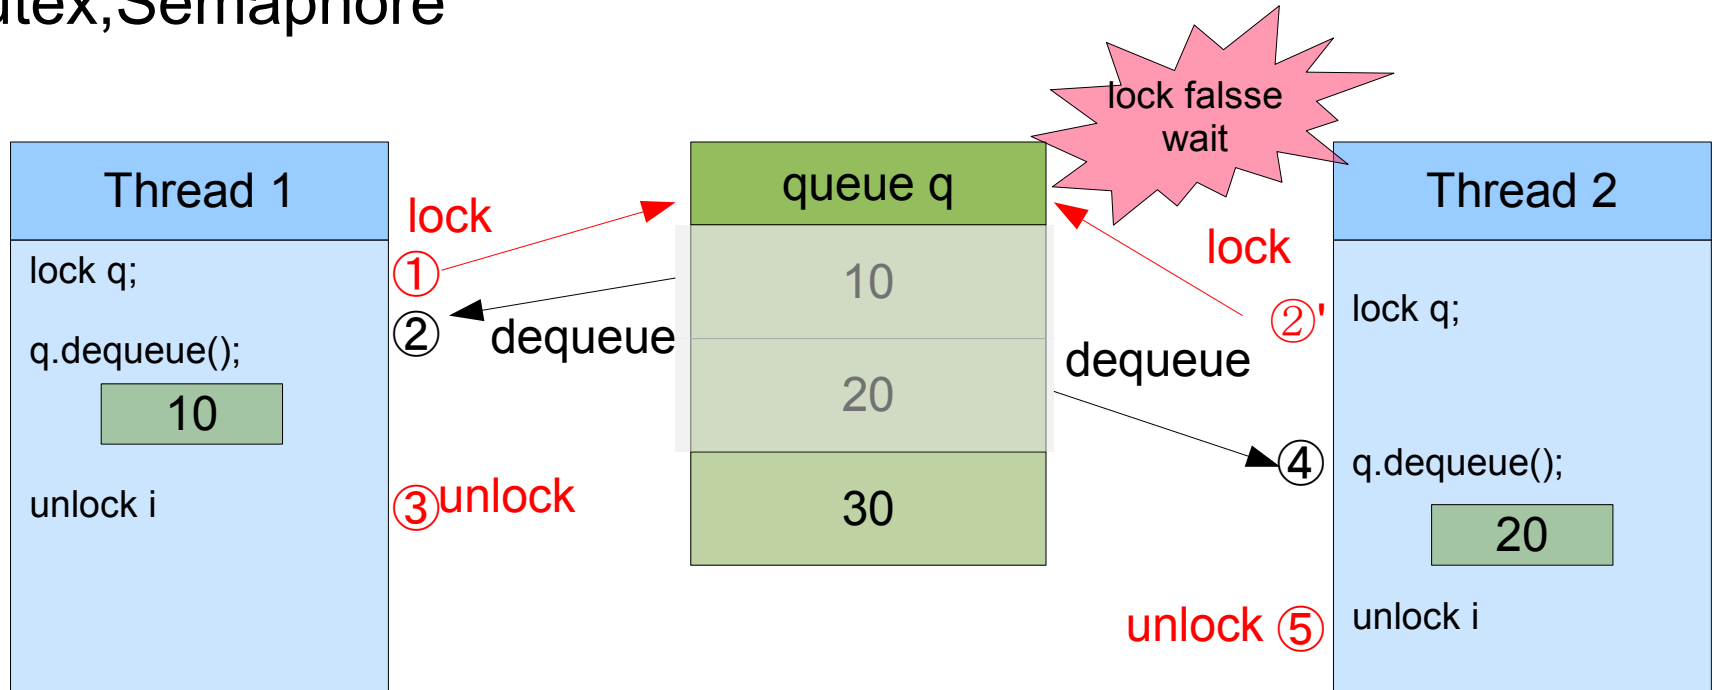 utex,Semaphore
lock falsse
wait
Thread 1
queue q
Thread 2
lock
lock
lock q;
①
10
②'
lock q;
②
dequeue
q.dequeue();
dequeue
10
20
④
q.dequeue();
unlock i
③unlock
30
20
unlock ⑤
unlock i